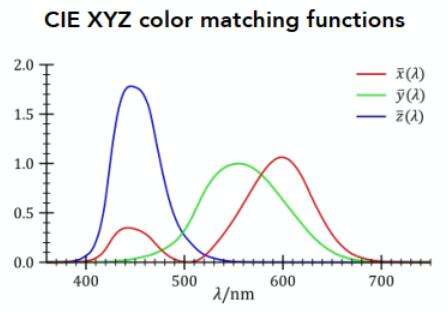 CIE XYZ color matching functions
2.0
1.5
1.0
0.5
0.0
400 500 600 700
λ/nm
x̄(λ)
ȳ(λ)
z̄(λ)